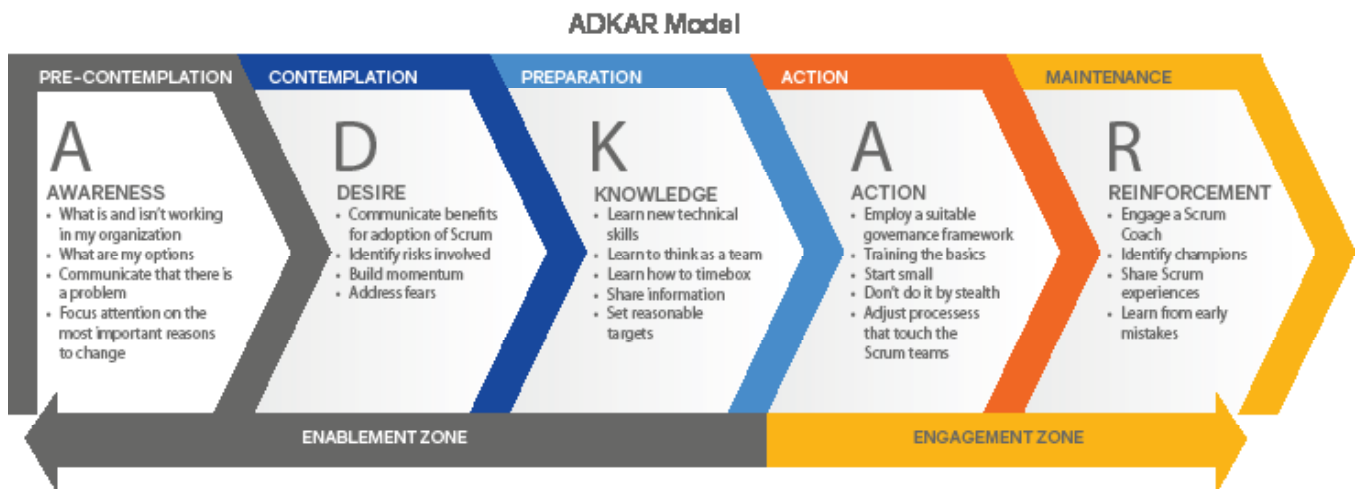 ADKAR Model
PRE-CONTEMPLATION
A
AWARENESS
• What is and isn't working
in my organization
• What are my options
• Communicate that there is
a problem
• Focus attention on the
most important reasons
to change
CONTEMPLATION
D
DESIRE
• Communicate benefits
for adoption of Scrum
• Identify risks involved
• Build momentum
• Address fears
PREPARATION
K
KNOWLEDGE
• Learn new technical
skills
• Learn to think as a team
• Learn how to timebox
• Share information
• Set reasonable
targets
ACTION
A
ACTION
• Employ a suitable
governance framework
• Training the basics
• Start small
• Don't do it by stealth
• Adjust processess
that touch the
Scrum teams
MAINTENANCE
R
REINFORCEMENT
• Engage a Scrum
Coach
• Identify champions
• Share Scrum
experiences
• Learn from early
mistakes
ENABLEMENT ZONE
ENGAGEMENT ZONE